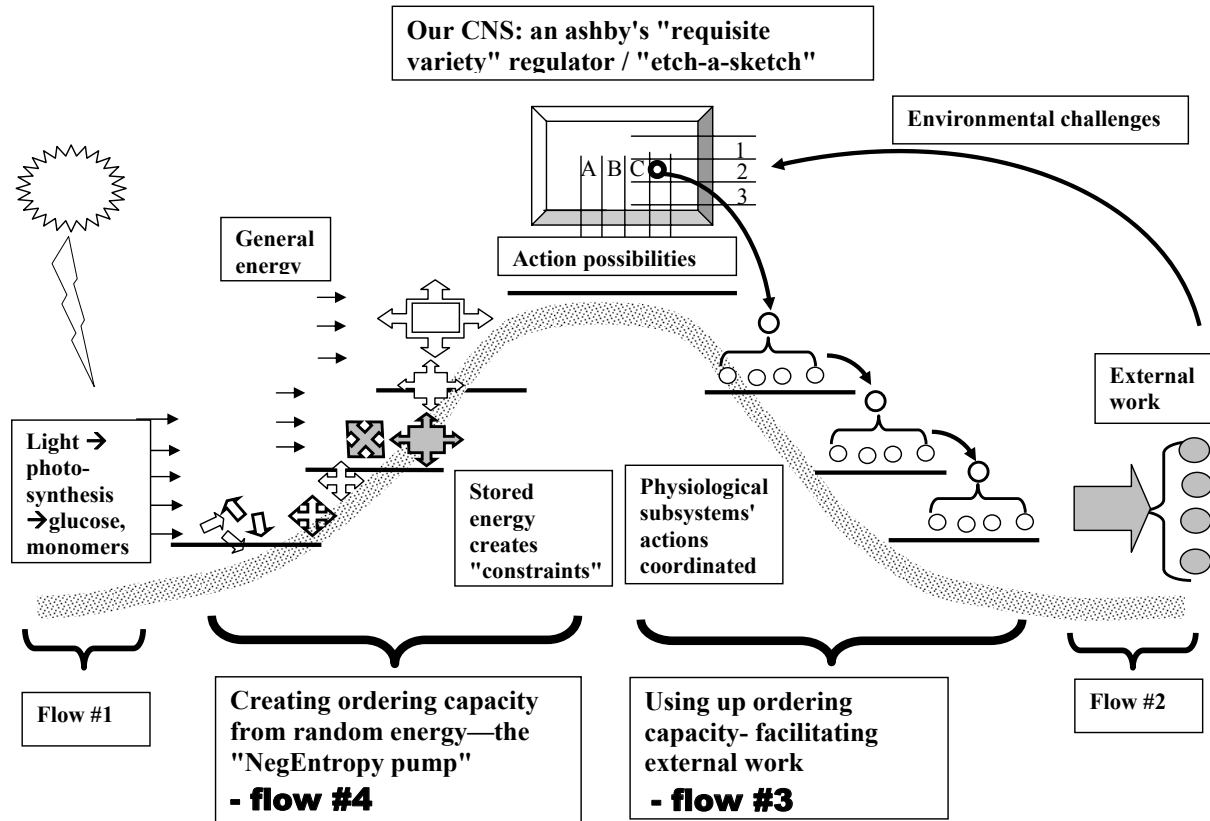 Our CNS: an ashby's "requisite
variety" regulator / "etch-a-sketch"
Environmental challenges
1
A B C 2
3
General
energy
Action possibilities
External
work
Light →
photo-
synthesis
→glucose,
monomers
Stored
energy
creates
"constraints"
Physiological
subsystems'
actions
coordinated
Flow #1
Creating ordering capacity
from random energy—the
"NegEntropy pump"
- flow #4
Using up ordering
capacity- facilitating
external work
- flow #3
Flow #2